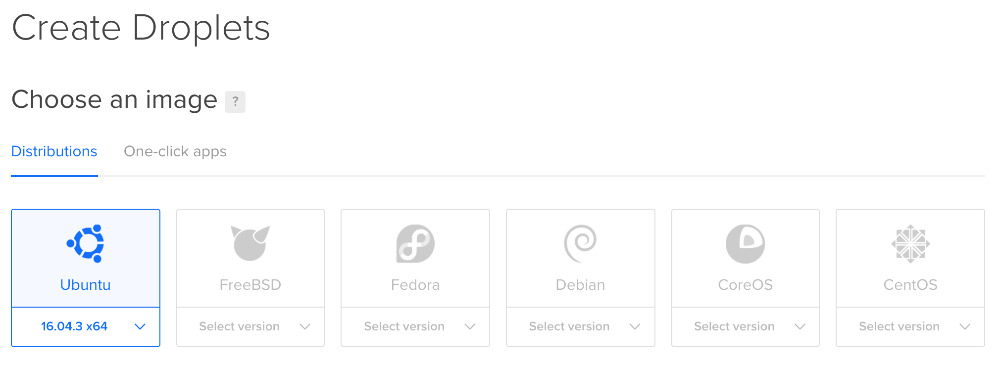 Create Droplets
Choose an image ?
Distributions One-click apps
Ubuntu FreeBSD Fedora Debian CoreOS CentOS
16.04.3 x64 Select version Select version Select version Select version Select version